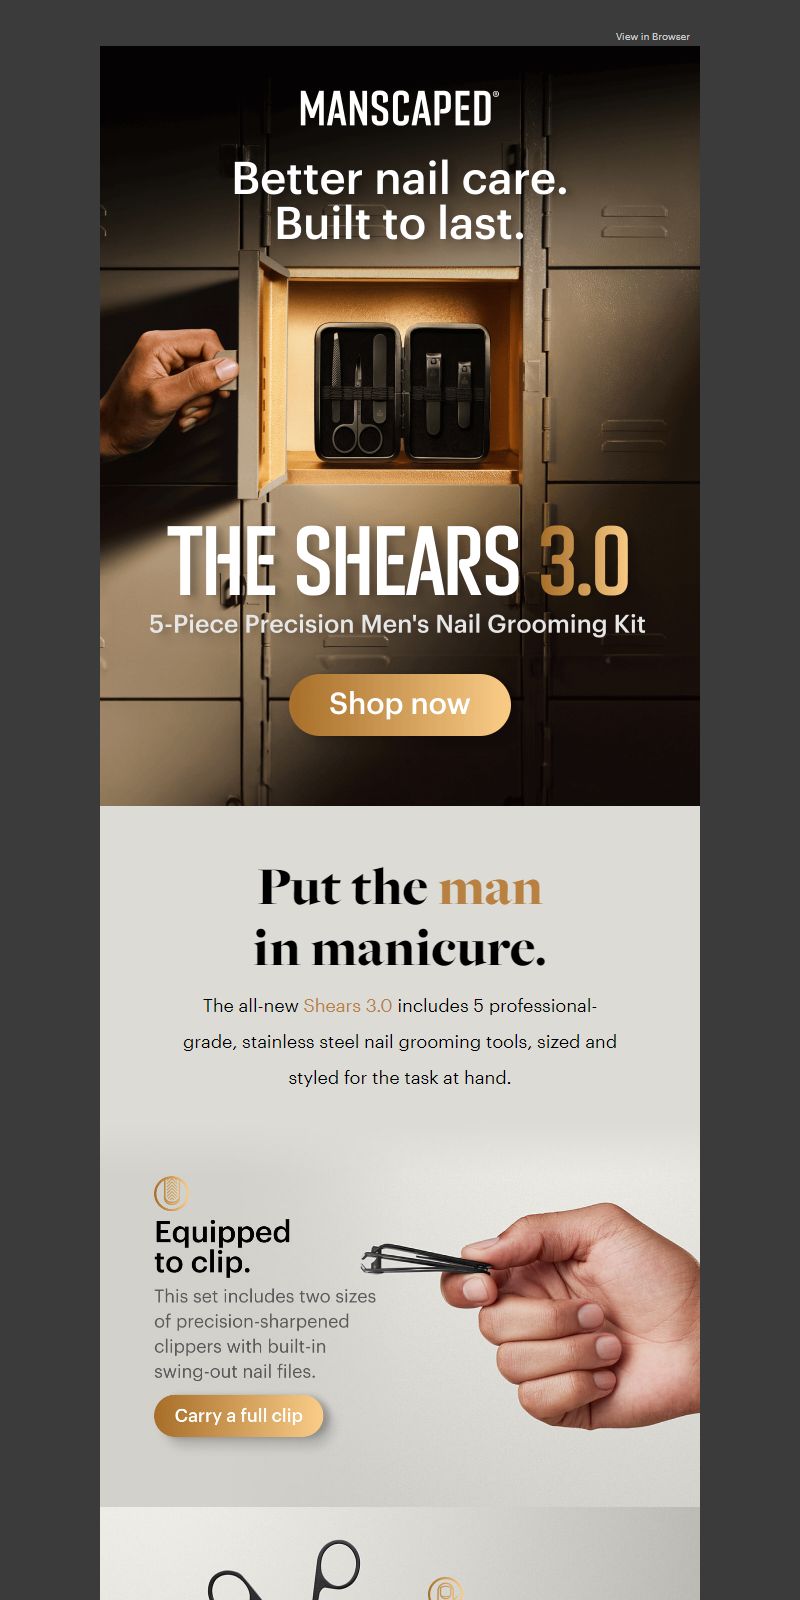 View in Browser
MANSCAPED®
Better nail care.
Built to last.
THE SHEARS 3.0
5-Piece Precision Men's Nail Grooming Kit
Shop now
Put the man
in manicure.
The all-new Shears 3.0 includes 5 professional-
grade, stainless steel nail grooming tools, sized and
styled for the task at hand.
Equipped
to clip.
This set includes two sizes
of precision-sharpened
clippers with built-in
swing-out nail files.
Carry a full clip